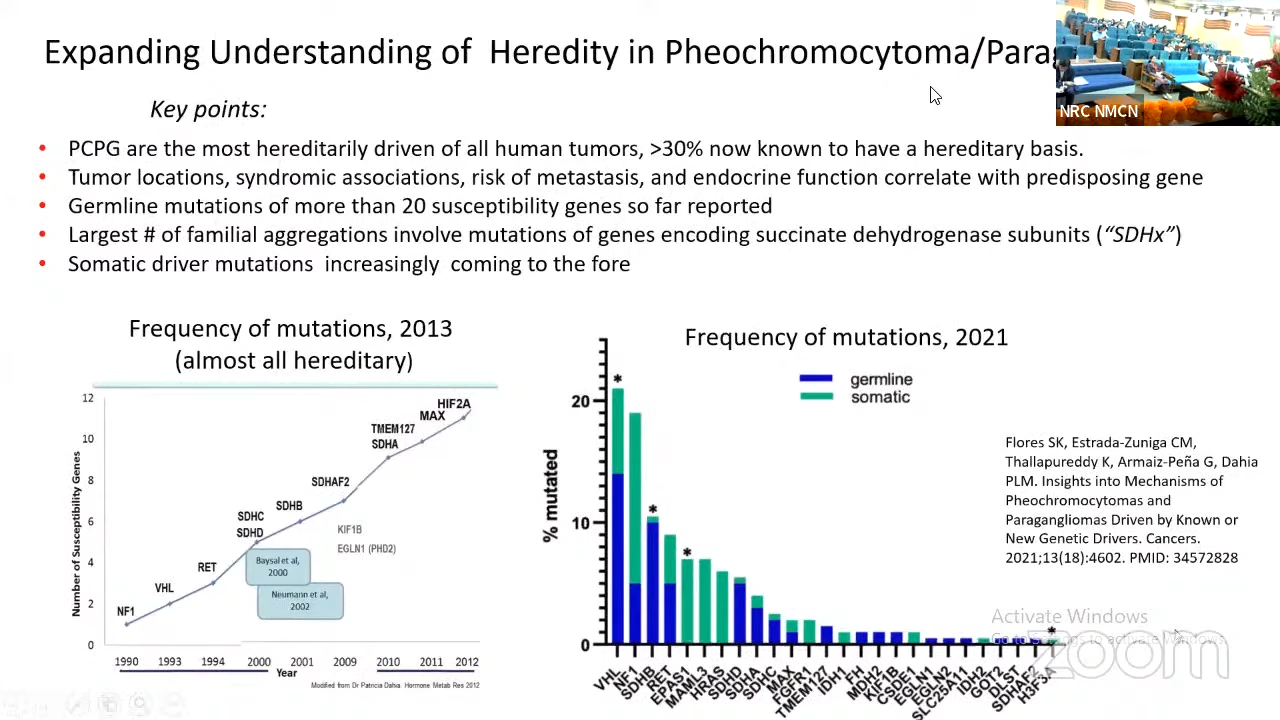 Expanding Understanding of Heredity in Pheochromocytoma/Parag
NRC NMCN
Key points:
• PCPG are the most hereditarily driven of all human tumors, >30% now known to have a hereditary basis.
• Tumor locations, syndromic associations, risk of metastasis, and endocrine function correlate with predisposing gene
• Germline mutations of more than 20 susceptibility genes so far reported
• Largest # of familial aggregations involve mutations of genes encoding succinate dehydrogenase subunits (“SDHx”)
• Somatic driver mutations increasingly coming to the fore
Frequency of mutations, 2013
(almost all hereditary)
12
10
8
6
4
2
0
Number of Susceptibility Genes
NF1
VHL
RET
SDHC
SDHD
SDHB
SDHAF2
TMEM127
SDHA
MAX
HIF2A
KIF1B
EGLN1 (PHD2)
Baysal et al,
2000
Neumann et al,
2002
1990 1993 1994 2000 2001 2009 2010 2011 2012
Year
Modified from Dr Patricia Dahia. Hormone Metab Res 2012
Frequency of mutations, 2021
germline
somatic
% mutated
20
10
0
*
*
*
*
VHL
NF1
SDHB
RET
EPAS1
MAML3
HRAS
SDHD
SDHA
SDHC
MAX
FGFR1
TMEM127
IDH1
FH
MDH2
KIF1B
CSDE1
EGLN1
EGLN2
SLC25A11
IDH2
GOT2
DLST
SDHAF2
H3F3A
Flores SK, Estrada-Zuniga CM,
Thallapureddy K, Armaiz-Peña G, Dahia
PLM. Insights into Mechanisms of
Pheochromocytomas and
Paragangliomas Driven by Known or
New Genetic Drivers. Cancers.
2021;13(18):4602. PMID: 34572828
Activate Windows
Go to Settings to activate Windows.
zoom